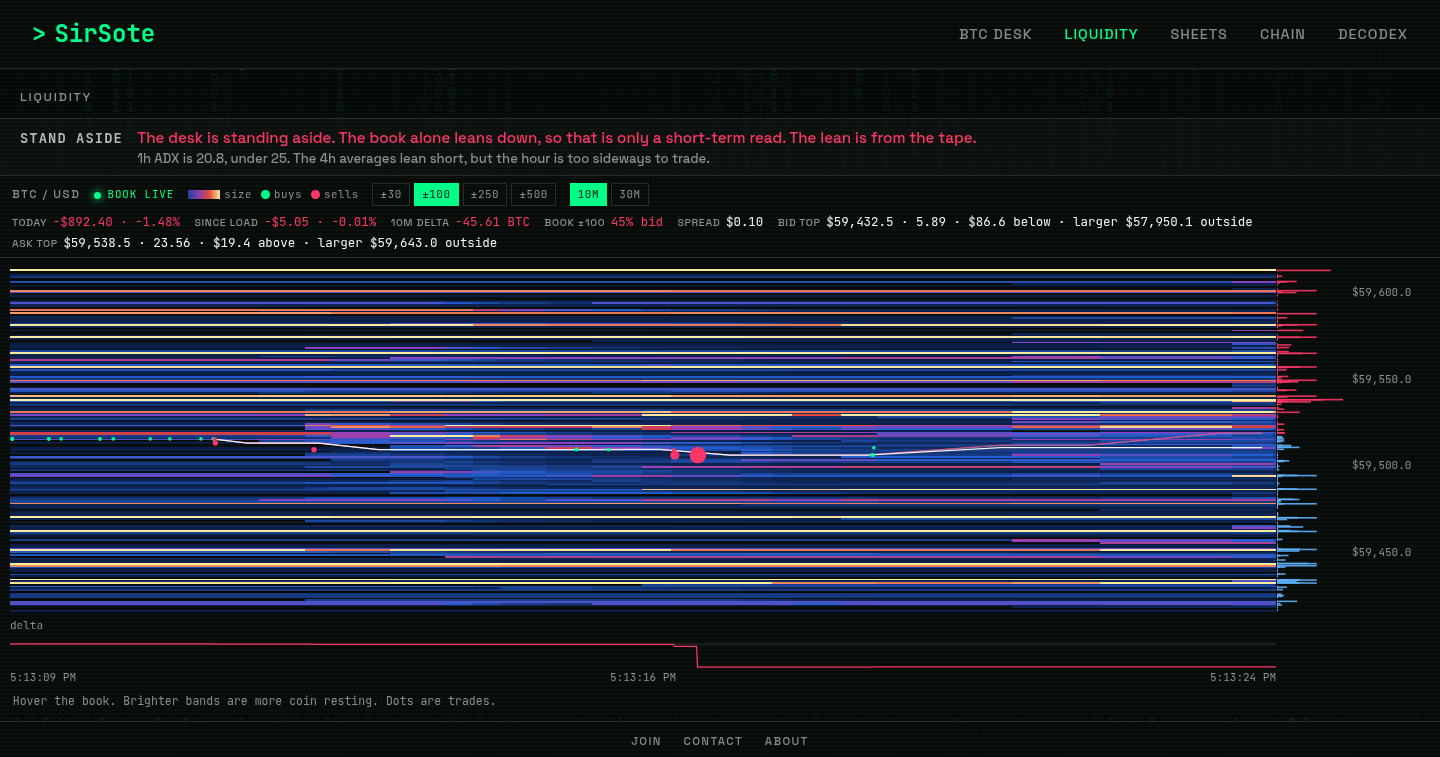 > SirSote
BTC DESK LIQUIDITY SHEETS CHAIN DECODEX
LIQUIDITY
STAND ASIDE The desk is standing aside. The book alone leans down, so that is only a short-term read. The lean is from the tape.
1h ADX is 20.8, under 25. The 4h averages lean short, but the hour is too sideways to trade.
BTC / USD BOOK LIVE size buys sells ±30 ±100 ±250 ±500 10M 30M
TODAY -$892.40 · -1.48% SINCE LOAD -$5.05 · -0.01% 10M DELTA -45.61 BTC BOOK ±100 45% bid SPREAD $0.10 BID TOP $59,432.5 · 5.89 · $86.6 below · larger $57,950.1 outside
ASK TOP $59,538.5 · 23.56 · $19.4 above · larger $59,643.0 outside
$59,600.0
$59,550.0
$59,500.0
$59,450.0
delta
5:13:09 PM 5:13:16 PM 5:13:24 PM
Hover the book. Brighter bands are more coin resting. Dots are trades.
JOIN CONTACT ABOUT